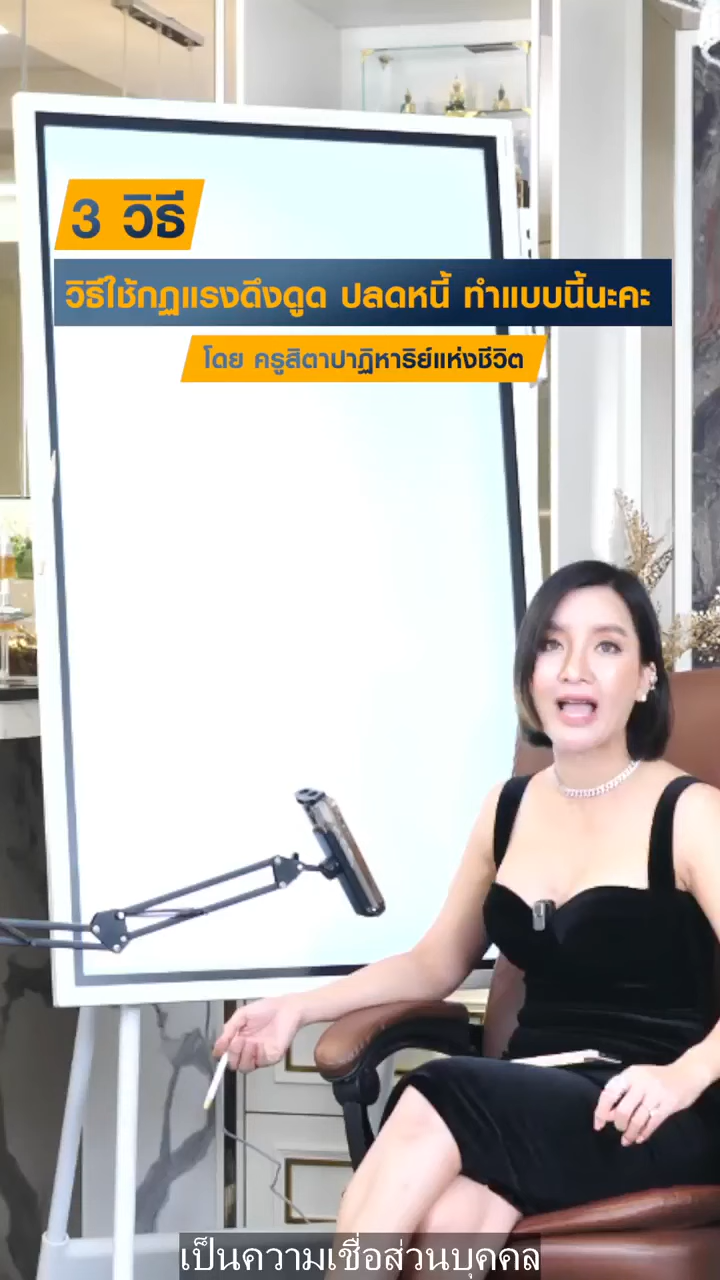 3 วิธี
วิธีใช้กฏแรงดึงดูด ปลดหนี้ ทำแบบนี้นะคะ
โดย ครูสิตาปาฏิหาริย์แห่งชีวิต
เป็นความเชื่อส่วนบุคคล